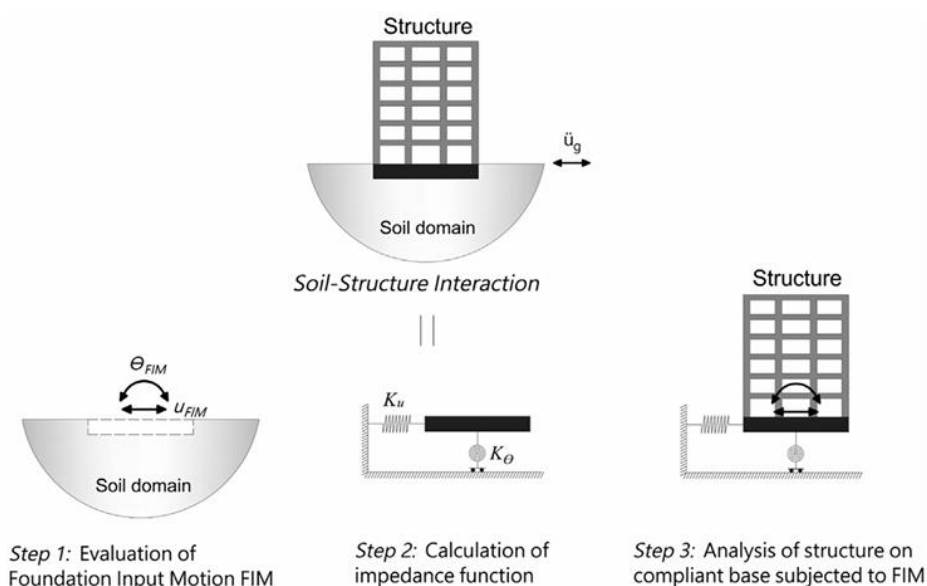 Structure
ü_g
Soil domain
Soil-Structure Interaction
Structure
Θ_FIM
u_FIM
Soil domain
K_u
K_Θ
Step 1: Evaluation of
Foundation Input Motion FIM
Step 2: Calculation of
impedance function
Step 3: Analysis of structure on
compliant base subjected to FIM